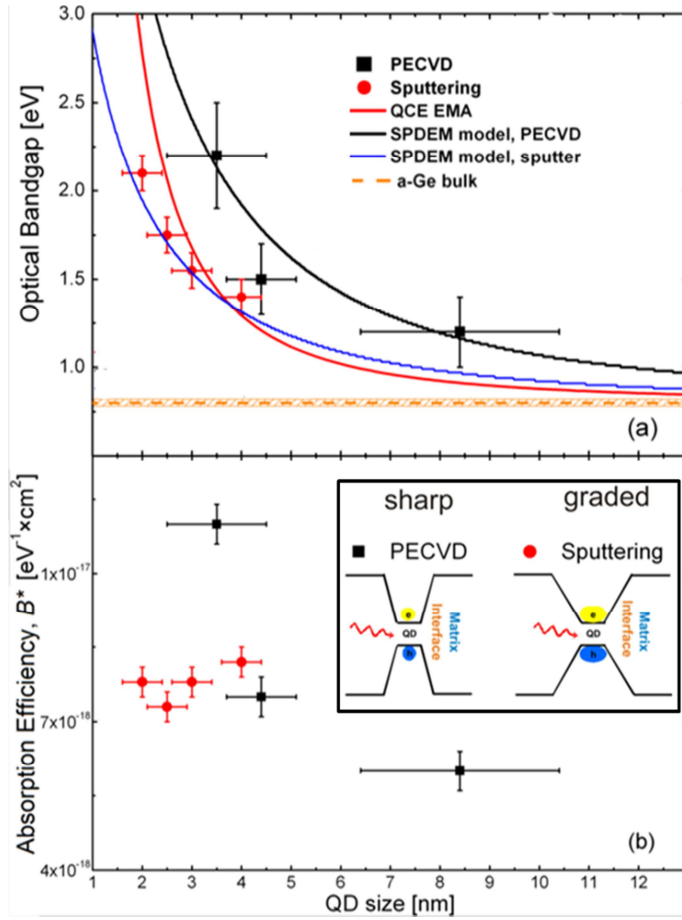 3.0
2.5
2.0
1.5
1.0
Optical Bandgap [eV]
PECVD
Sputtering
QCE EMA
SPDEM model, PECVD
SPDEM model, sputter
a-Ge bulk
(a)
Absorption Efficiency, B* [eV⁻¹×cm²]
1x10⁻¹⁷
7x10⁻¹⁸
4x10⁻¹⁸
sharp
graded
PECVD
Sputtering
e
QD
h
Interface
Matrix
e
QD
h
Interface
Matrix
(b)
1 2 3 4 5 6 7 8 9 10 11 12
QD size [nm]